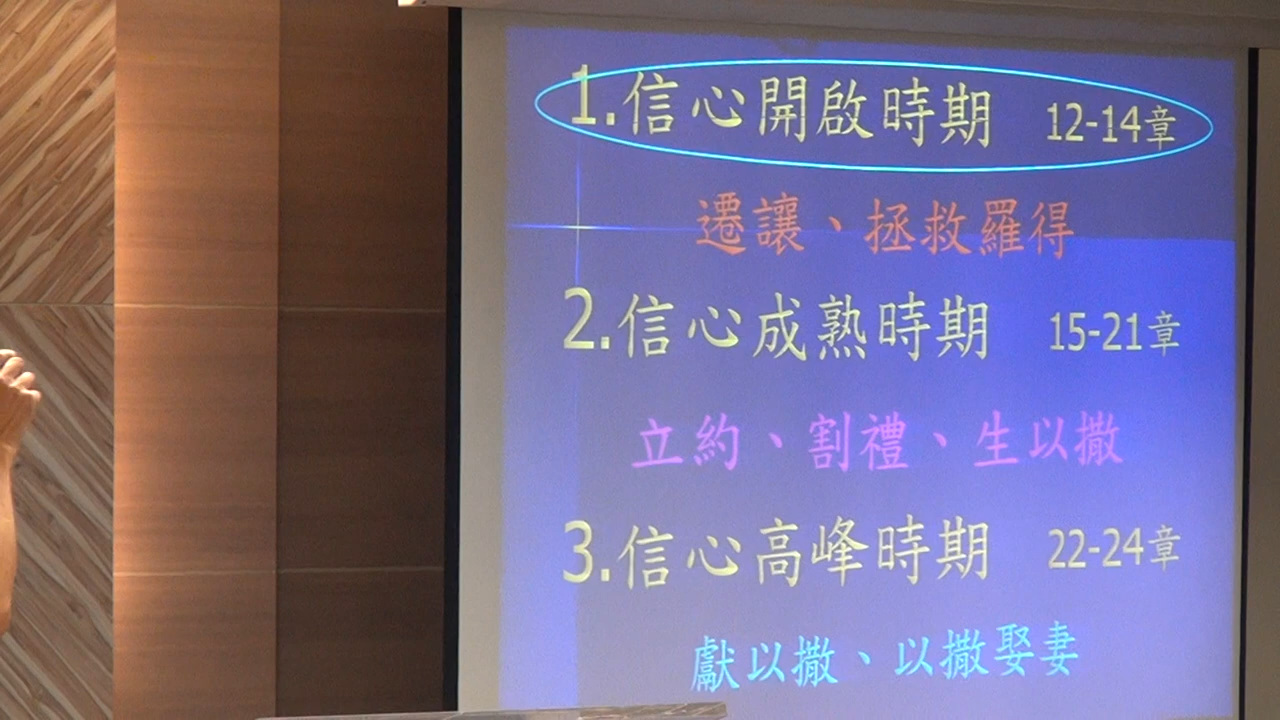 1.信心開啟時期 12-14章
遷讓、拯救羅得
2.信心成熟時期 15-21章
立約、割禮、生以撒
3.信心高峰時期 22-24章
獻以撒、以撒娶妻